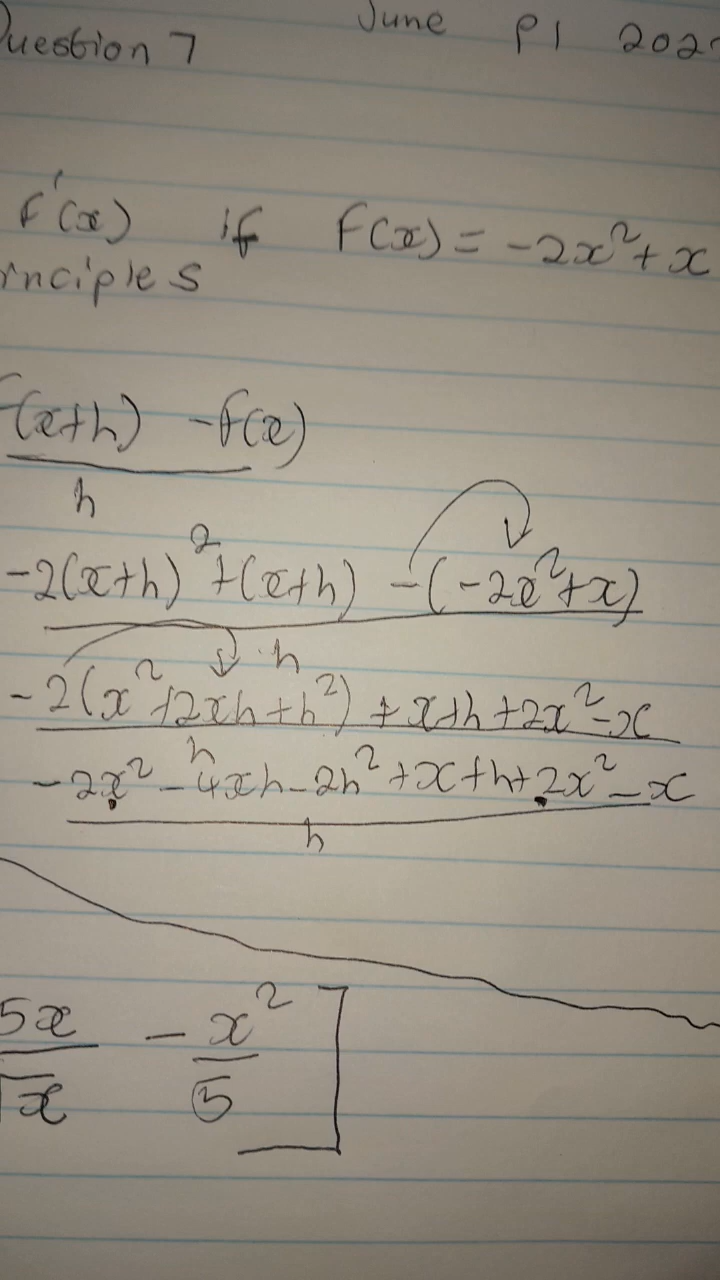 Question 7 June P1 202
f'(x) if f(x) = -2x²+x
rinciples
f(x+h) - f(x)
h
-2(x+h)²+(x+h) -(-2x²+x)
h
-2(x²+2xh+h²) + x+h+2x²-x
h
-2x² - 4xh-2h²+x+h+2x²-x
h
5x - x² ]
√x 5